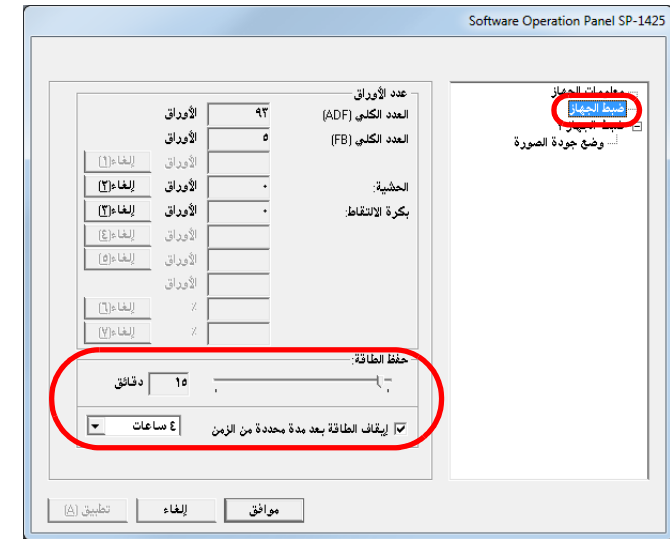 Software Operation Panel SP-1425
معلومات الجهاز
ضبط الجهاز
ضبط الجهاز ٢
وضع جودة الصورة
عدد الأوراق
العدد الكلي (ADF) ٩٣ الأوراق
العدد الكلي (FB) ٥ الأوراق
الأوراق إلغاء(١)
الحشية: ٠ الأوراق إلغاء(٢)
بكرة الالتقاط: ٠ الأوراق إلغاء(٣)
الأوراق إلغاء(٤)
الأوراق إلغاء(٥)
الأوراق
٪ إلغاء(٦)
٪ إلغاء(٧)
حفظ الطاقة:
١٥ دقائق
إيقاف الطاقة بعد مدة محددة من الزمن ٤ ساعات
موافق إلغاء تطبيق (A)